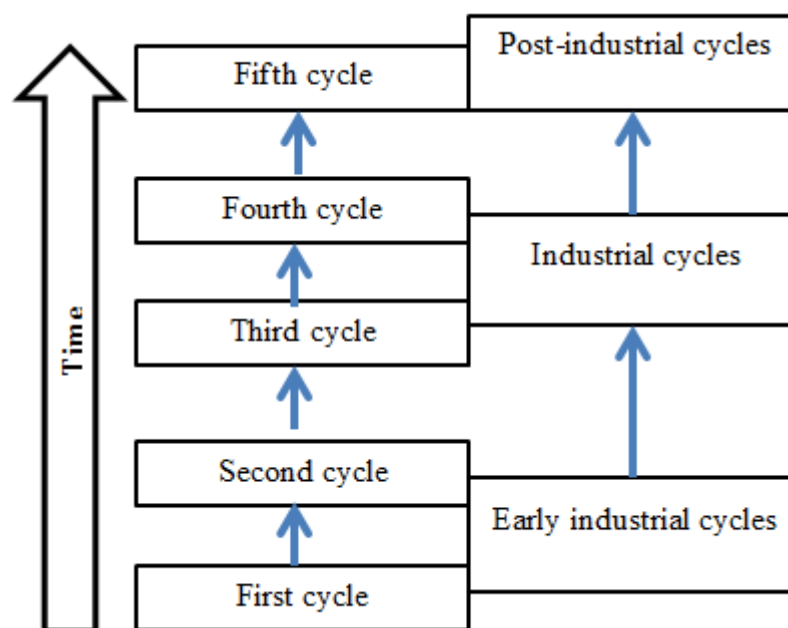 Post-industrial cycles
Fifth cycle
Fourth cycle
Industrial cycles
Third cycle
Time
Second cycle
Early industrial cycles
First cycle